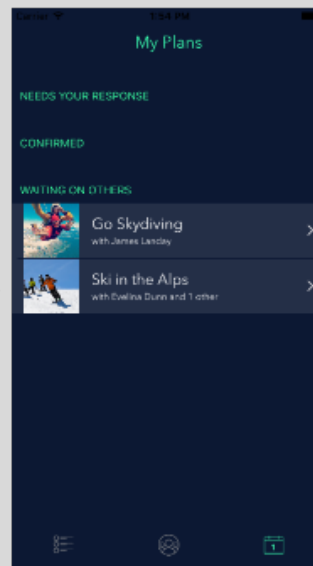 Carrier 1:54 PM
My Plans
NEEDS YOUR RESPONSE
CONFIRMED
WAITING ON OTHERS
Go Skydiving
with James Landay
Ski in the Alps
with Evelina Dunn and 1 other
1